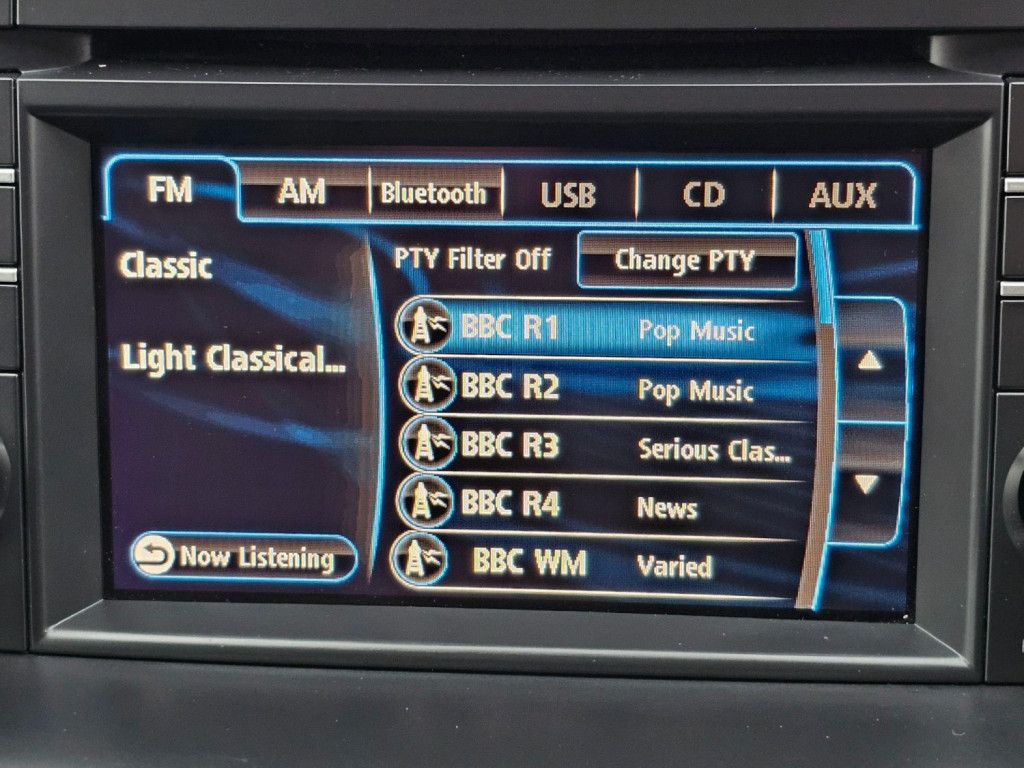 FM AM Bluetooth USB CD AUX
Classic
Light Classical...
Now Listening
PTY Filter Off Change PTY
BBC R1 Pop Music
BBC R2 Pop Music
BBC R3 Serious Clas...
BBC R4 News
BBC WM Varied